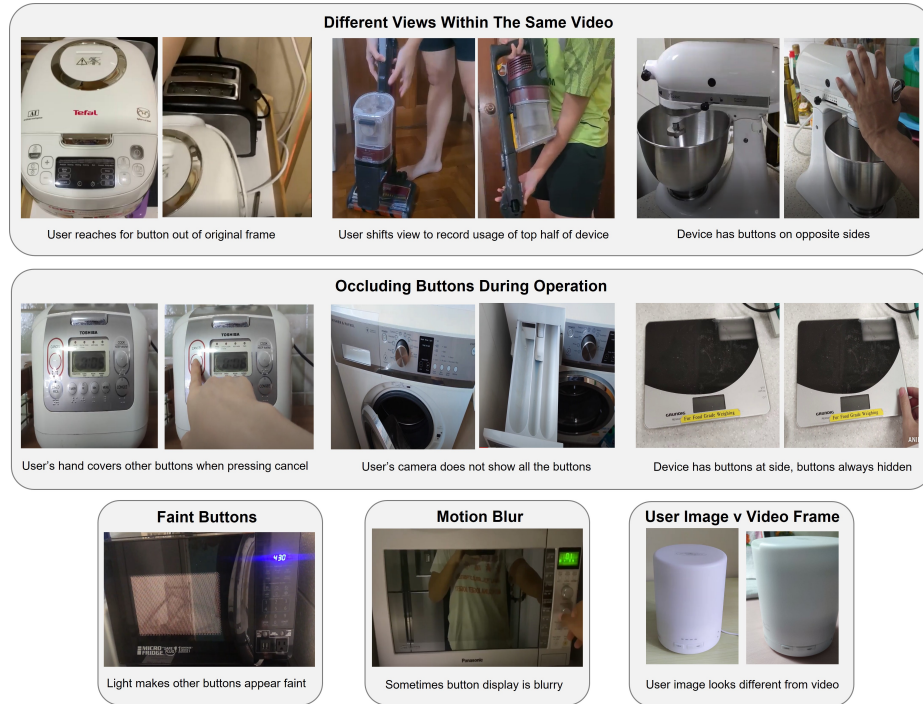 Different Views Within The Same Video
Tefal
User reaches for button out of original frame
User shifts view to record usage of top half of device
Device has buttons on opposite sides
Occluding Buttons During Operation
TOSHIBA
TOSHIBA
GRUNDIG
For Food Grade Weighing
For Food Grade Weighing
User's hand covers other buttons when pressing cancel
User's camera does not show all the buttons
Device has buttons at side, buttons always hidden
Faint Buttons
Motion Blur
User Image v Video Frame
430
MICRO
FRIDGE
Panasonic
Light makes other buttons appear faint
Sometimes button display is blurry
User image looks different from video